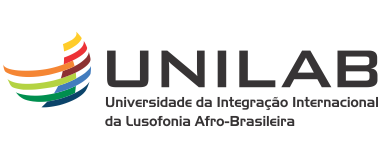 UNILAB
Universidade da Integração Internacional
da Lusofonia Afro-Brasileira